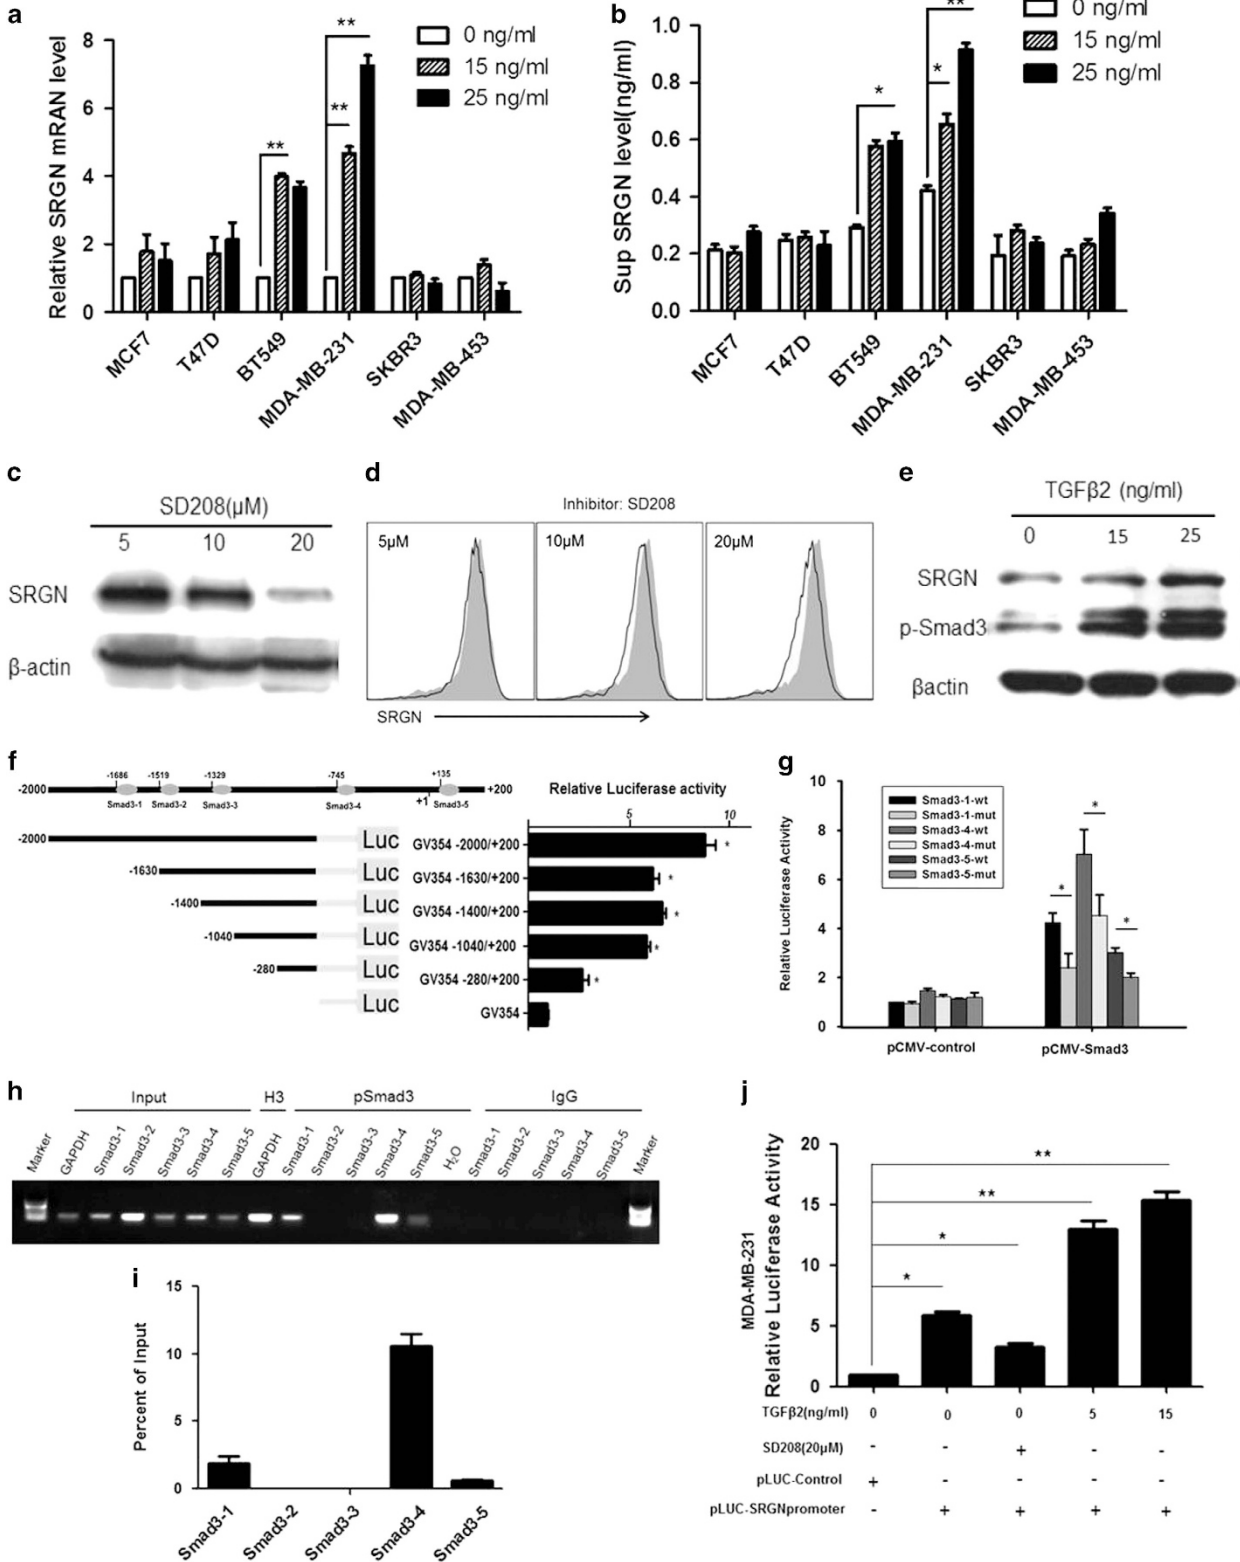 a
Relative SRGN mRAN level
8
6
4
2
0
**
**
**
0 ng/ml
15 ng/ml
25 ng/ml
MCF7
T47D
BT549
MDA-MB-231
SKBR3
MDA-MB-453
b
Sup SRGN level(ng/ml)
1.0
0.8
0.6
0.4
0.2
0.0
*
*
**
0 ng/ml
15 ng/ml
25 ng/ml
MCF7
T47D
BT549
MDA-MB-231
SKBR3
MDA-MB-453
c
SD208(µM)
5 10 20
SRGN
β-actin
d
Inhibitor: SD208
5µM 10µM 20µM
SRGN
e
TGFβ2 (ng/ml)
0 15 25
SRGN
p-Smad3
βactin
f
-1686 -1519 -1329 -745 +135
-2000 +1 +200
Smad3-1 Smad3-2 Smad3-3 Smad3-4 Smad3-5
Relative Luciferase activity
5 10
-2000 Luc GV354 -2000/+200 *
-1630 Luc GV354 -1630/+200 *
-1400 Luc GV354 -1400/+200 *
-1040 Luc GV354 -1040/+200 *
-280 Luc GV354 -280/+200 *
Luc GV354
g
Relative Luciferase Activity
10
8
6
4
2
0
Smad3-1-wt
Smad3-1-mut
Smad3-4-wt
Smad3-4-mut
Smad3-5-wt
Smad3-5-mut
*
*
*
pCMV-control pCMV-Smad3
h
Input H3 pSmad3 IgG
Marker GAPDH Smad3-1 Smad3-2 Smad3-3 Smad3-4 Smad3-5 GAPDH Smad3-1 Smad3-2 Smad3-3 Smad3-4 Smad3-5 H2O Smad3-1 Smad3-2 Smad3-3 Smad3-4 Smad3-5 Marker
i
Percent of Input
15
10
5
0
Smad3-1
Smad3-2
Smad3-3
Smad3-4
Smad3-5
j
MDA-MB-231
Relative Luciferase Activity
20
15
10
5
0
**
**
*
*
TGFβ2(ng/ml) 0 0 0 5 15
SD208(20µM) - - + - -
pLUC-Control + - - - -
pLUC-SRGNpromoter - + + + +